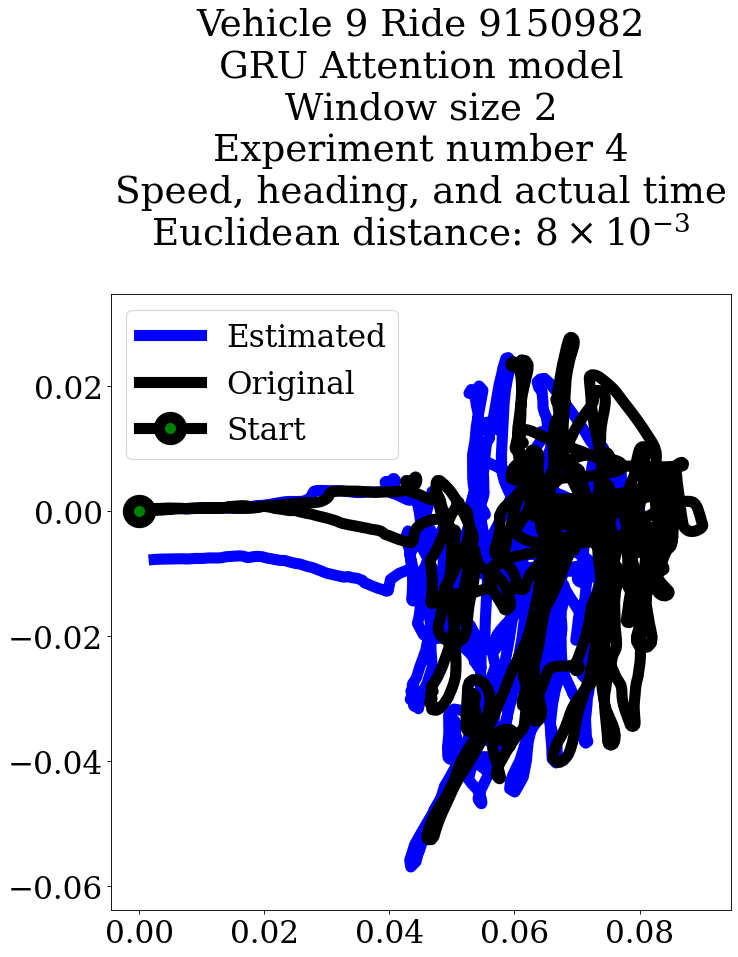 Vehicle 9 Ride 9150982
GRU Attention model
Window size 2
Experiment number 4
Speed, heading, and actual time
Euclidean distance: 8 × 10⁻³
Estimated
Original
Start
0.02
0.00
−0.02
−0.04
−0.06
0.00 0.02 0.04 0.06 0.08